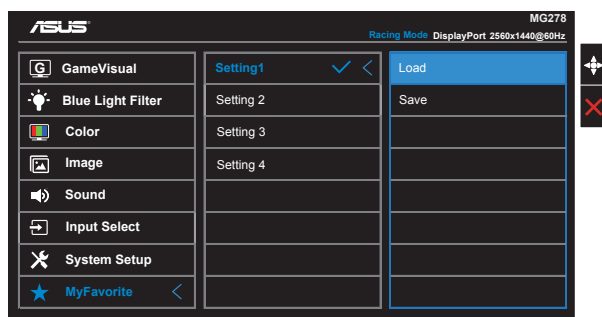 ASUS
MG278
Racing Mode DisplayPort 2560x1440@60Hz
G GameVisual
Blue Light Filter
Color
Image
Sound
Input Select
System Setup
MyFavorite
Setting1
Setting 2
Setting 3
Setting 4
Load
Save